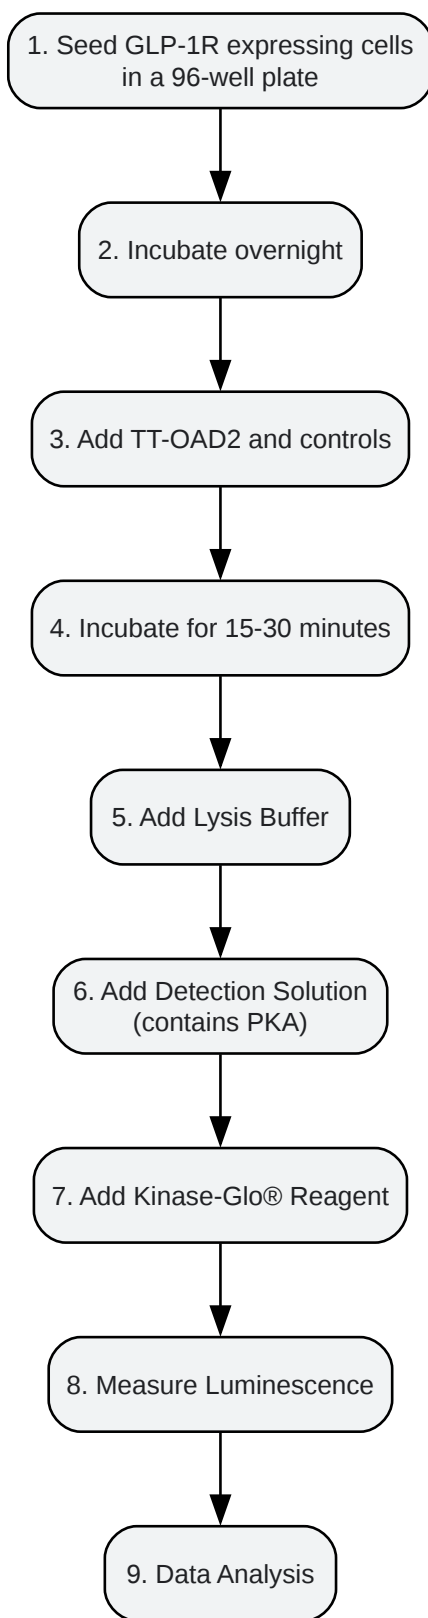 1. Seed GLP-1R expressing cells
in a 96-well plate
2. Incubate overnight
3. Add TT-OAD2 and controls
4. Incubate for 15-30 minutes
5. Add Lysis Buffer
6. Add Detection Solution
(contains PKA)
7. Add Kinase-Glo® Reagent
8. Measure Luminescence
9. Data Analysis